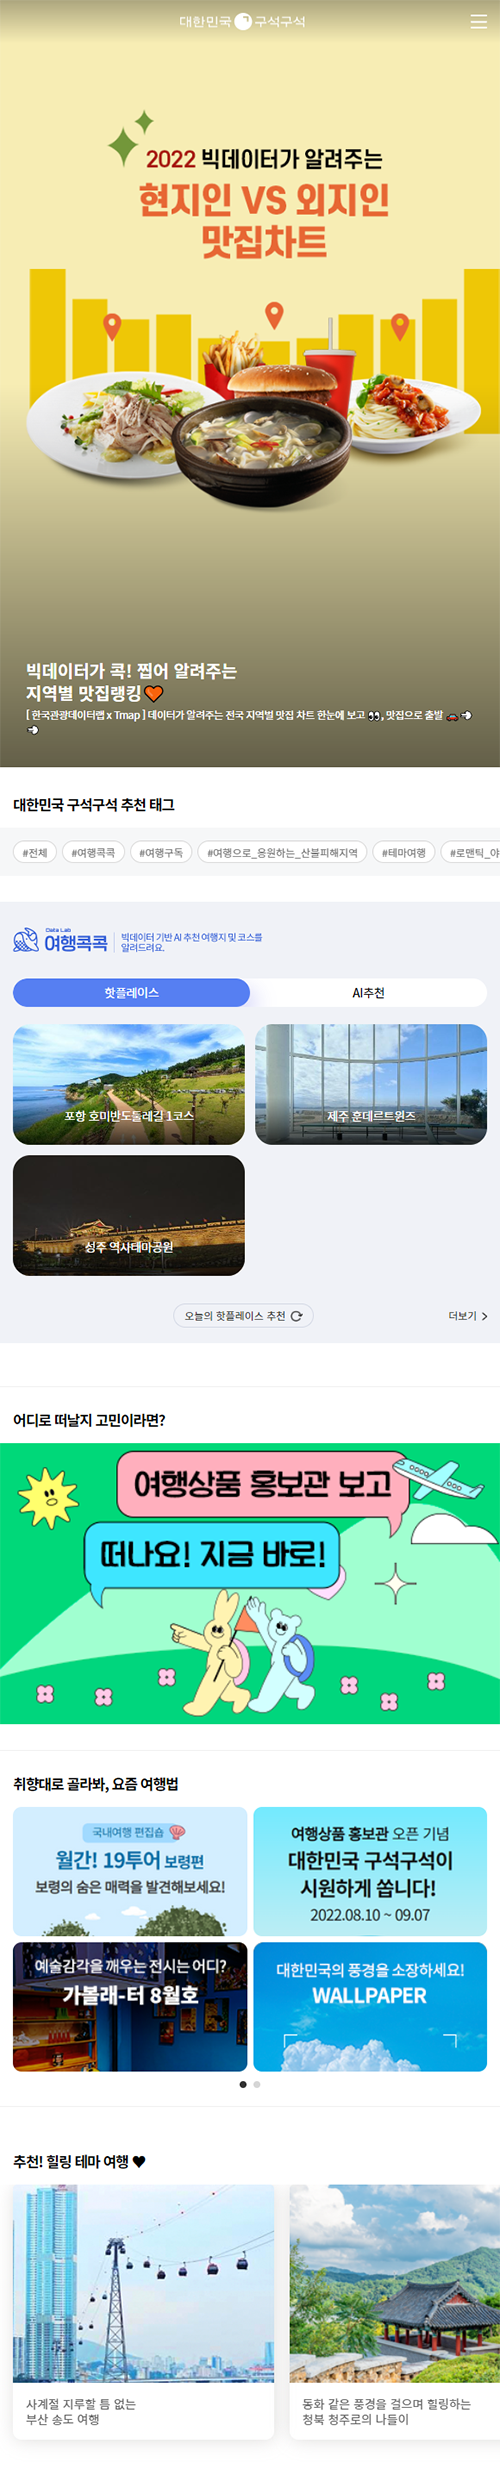 대한민국 구석구석
2022 빅데이터가 알려주는
현지인 VS 외지인
맛집차트
빅데이터가 콕! 찝어 알려주는
지역별 맛집랭킹🧡
[ 한국관광데이터랩 x Tmap ] 데이터가 알려주는 전국 지역별 맛집 차트 한눈에 보고 👀, 맛집으로 출발 🚗💨
대한민국 구석구석 추천 태그
#전체 #여행콕콕 #여행구독 #여행으로_응원하는_산불피해지역 #테마여행 #로맨틱_야
Data Lab
여행콕콕
빅데이터 기반 AI 추천 여행지 및 코스를
알려드려요.
핫플레이스 AI추천
포항 호미반도둘레길 1코스 제주 훈데르트윈즈
성주 역사테마공원
오늘의 핫플레이스 추천 더보기
어디로 떠날지 고민이라면?
여행상품 홍보관 보고
떠나요! 지금 바로!
취향대로 골라봐, 요즘 여행법
국내여행 편집숍
월간! 19투어 보령편
보령의 숨은 매력을 발견해보세요!
여행상품 홍보관 오픈 기념
대한민국 구석구석이
시원하게 쏩니다!
2022.08.10 ~ 09.07
예술감각을 깨우는 전시는 어디?
가볼래-터 8월호
대한민국의 풍경을 소장하세요!
WALLPAPER
추천! 힐링 테마 여행 ♥
사계절 지루할 틈 없는
부산 송도 여행
동화 같은 풍경을 걸으며 힐링하는
청북 청주로의 나들이